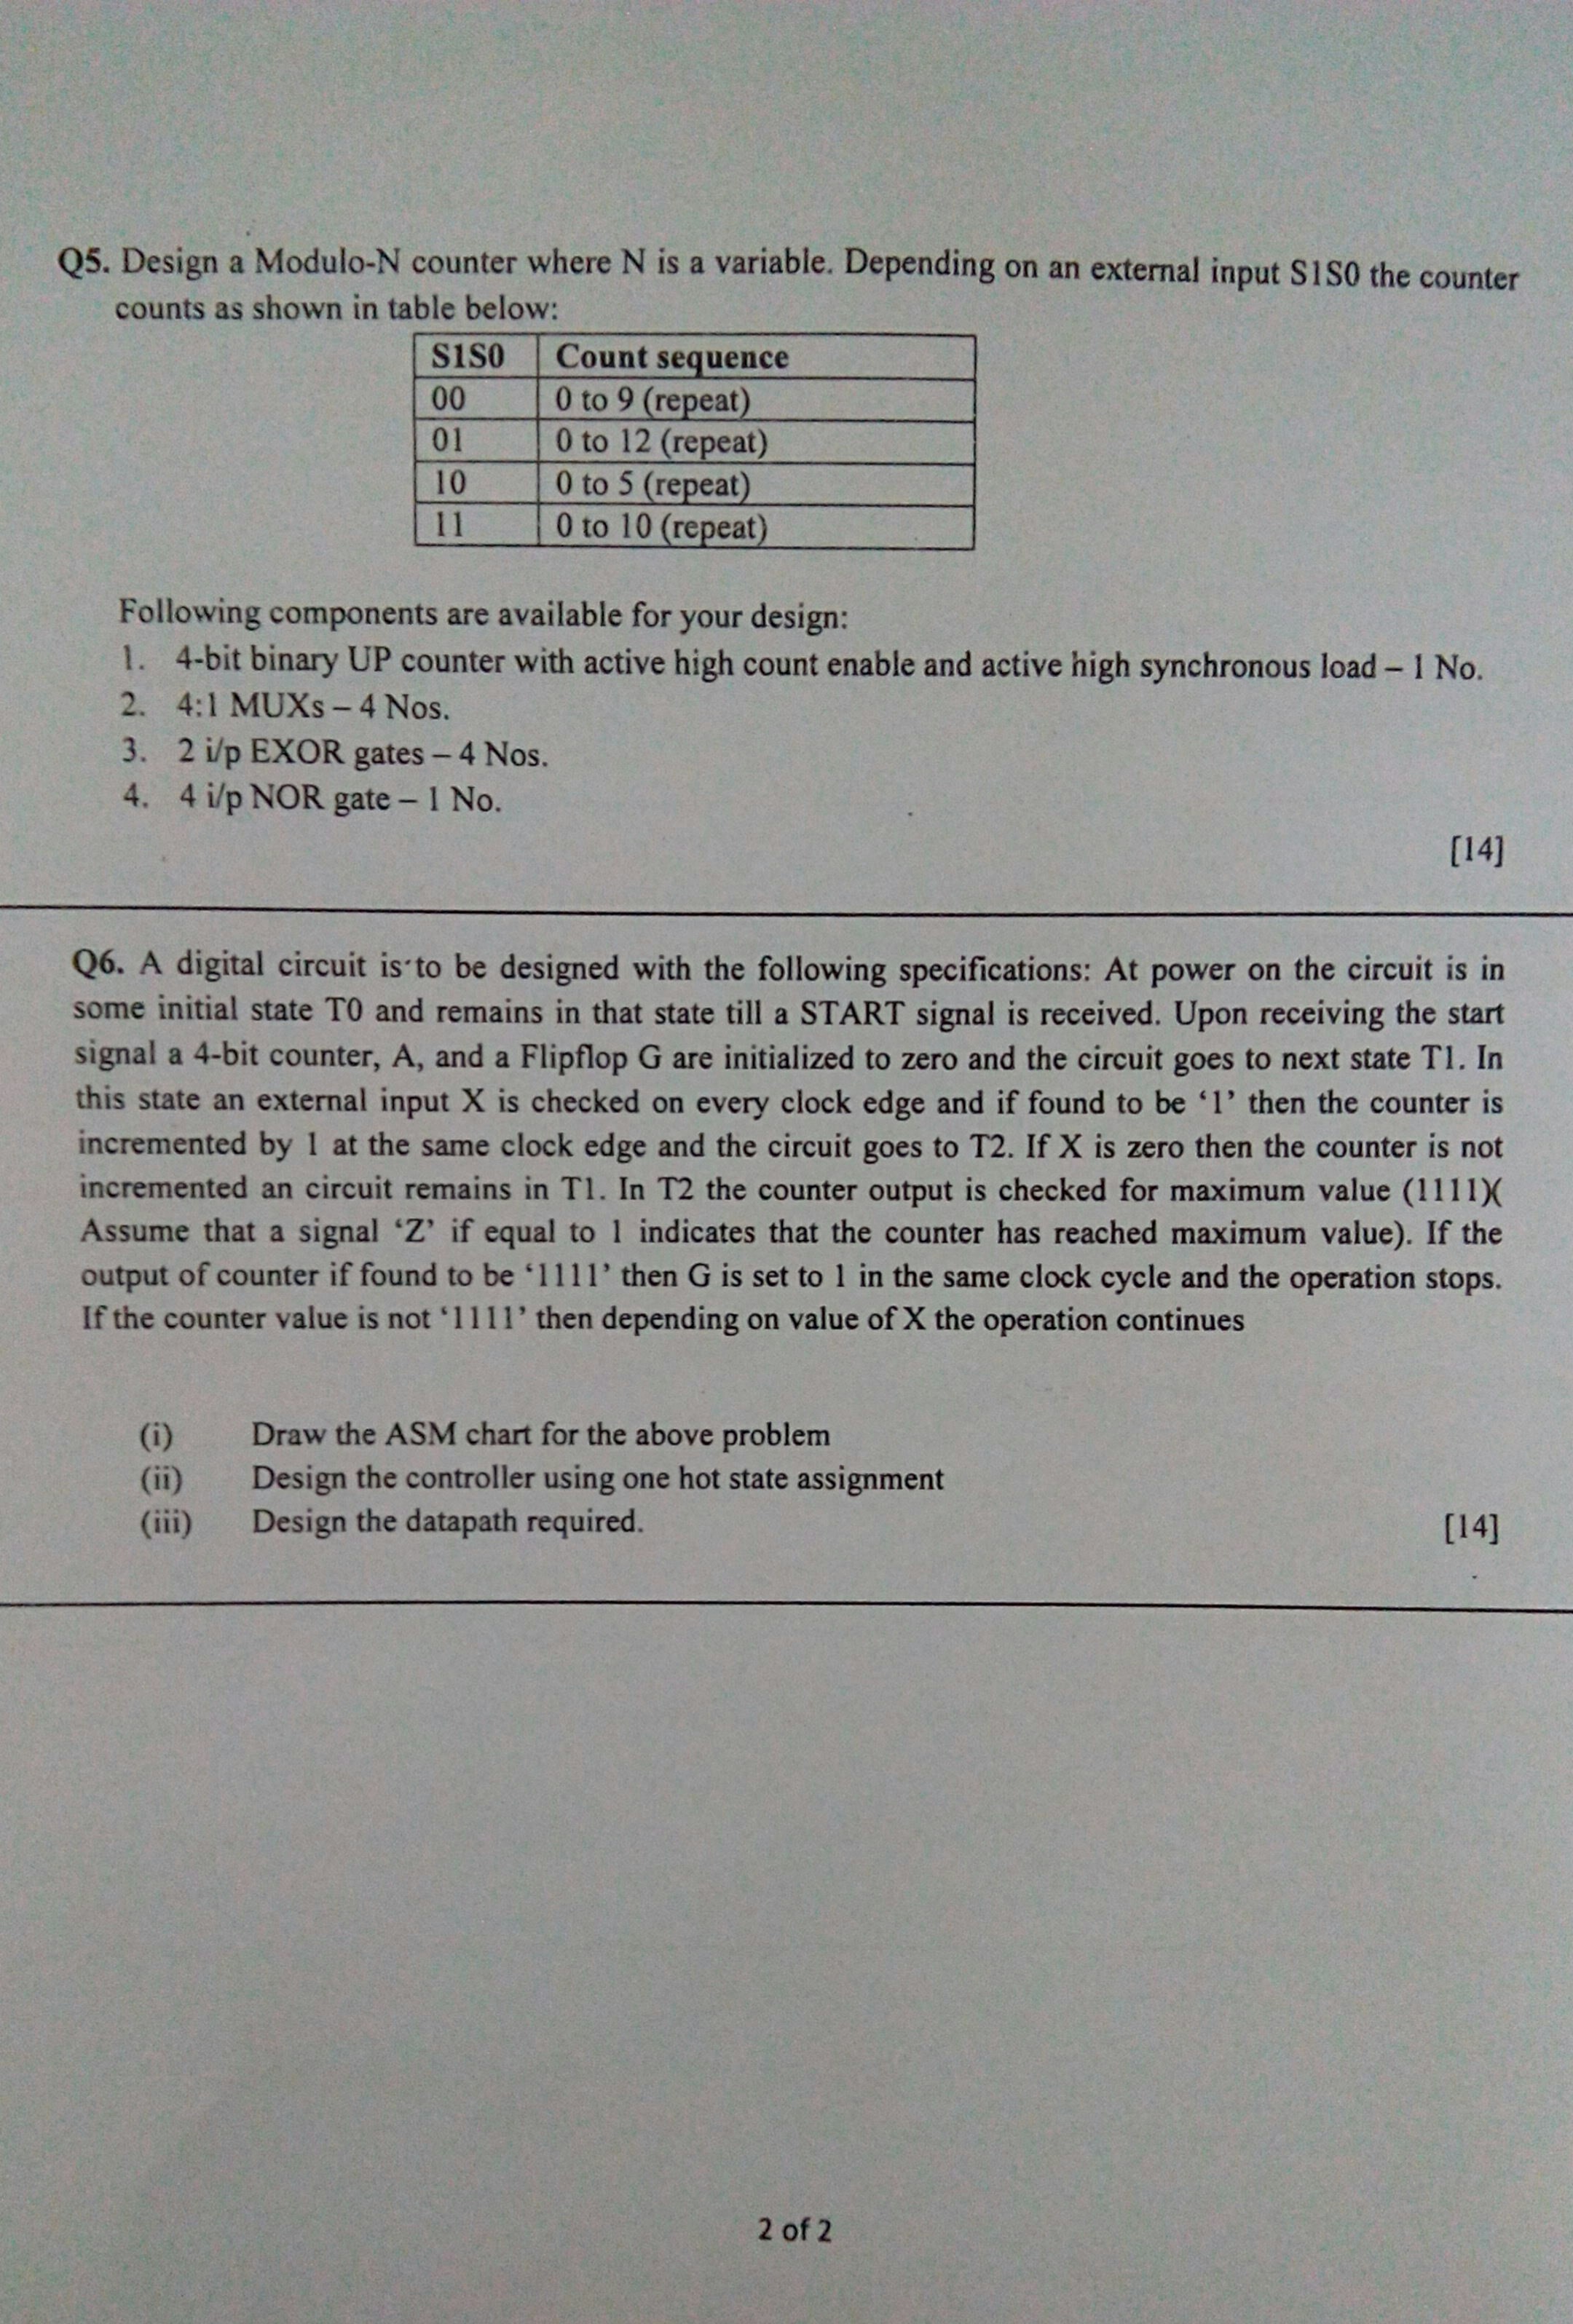 Q5. Design a Modulo-N counter where N is a variable. Depending on an external input S1S0 the counter
counts as shown in table below:
S1S0 Count sequence
00 0 to 9 (repeat)
01 0 to 12 (repeat)
10 0 to 5 (repeat)
11 0 to 10 (repeat)
Following components are available for your design:
1. 4-bit binary UP counter with active high count enable and active high synchronous load – 1 No.
2. 4:1 MUXs – 4 Nos.
3. 2 i/p EXOR gates – 4 Nos.
4. 4 i/p NOR gate – 1 No.
[14]
Q6. A digital circuit is to be designed with the following specifications: At power on the circuit is in
some initial state T0 and remains in that state till a START signal is received. Upon receiving the start
signal a 4-bit counter, A, and a Flipflop G are initialized to zero and the circuit goes to next state T1. In
this state an external input X is checked on every clock edge and if found to be ‘1’ then the counter is
incremented by 1 at the same clock edge and the circuit goes to T2. If X is zero then the counter is not
incremented an circuit remains in T1. In T2 the counter output is checked for maximum value (1111)(
Assume that a signal ‘Z’ if equal to 1 indicates that the counter has reached maximum value). If the
output of counter if found to be ‘1111’ then G is set to 1 in the same clock cycle and the operation stops.
If the counter value is not ‘1111’ then depending on value of X the operation continues
(i) Draw the ASM chart for the above problem
(ii) Design the controller using one hot state assignment
(iii) Design the datapath required.
[14]
2 of 2